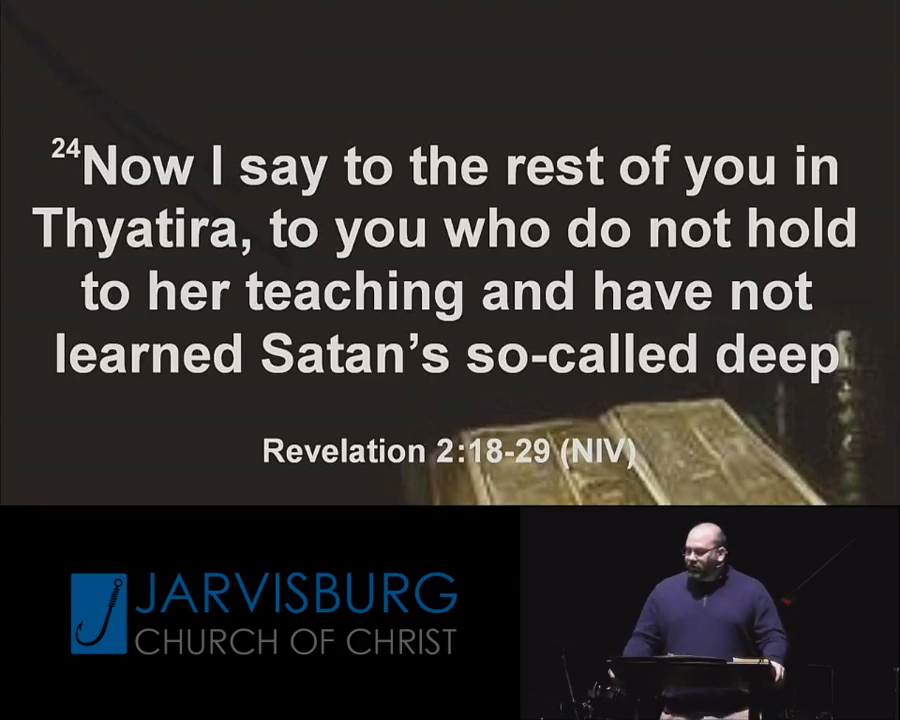 24Now I say to the rest of you in
Thyatira, to you who do not hold
to her teaching and have not
learned Satan’s so-called deep
Revelation 2:18-29 (NIV)
JARVISBURG
CHURCH OF CHRIST